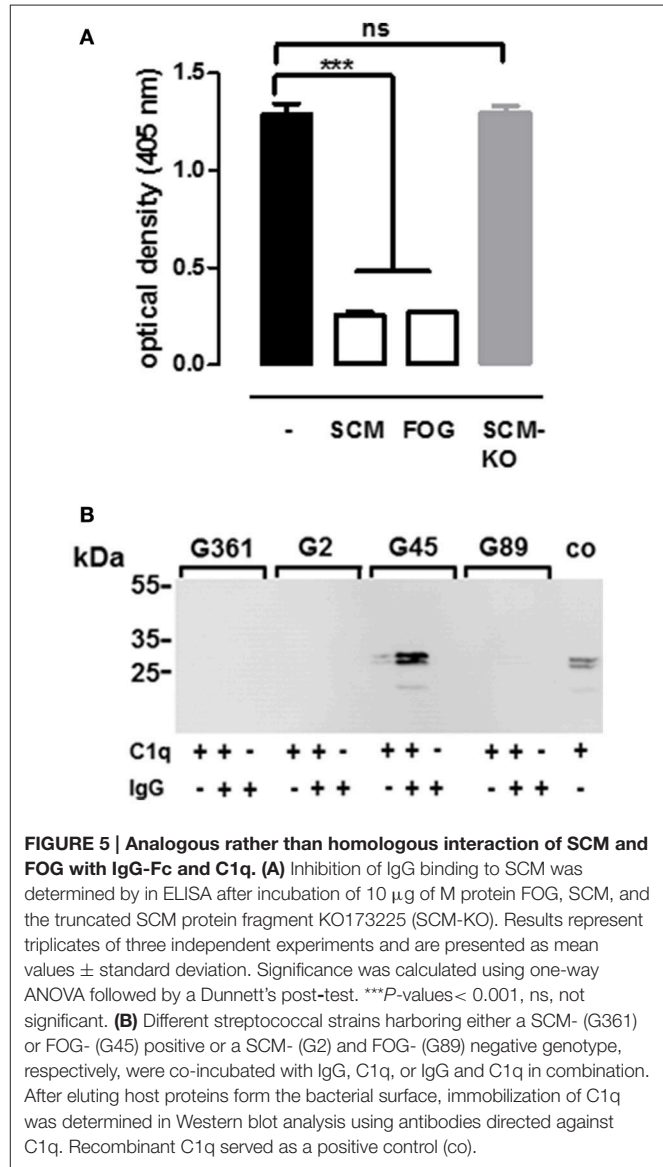 A
ns
***
optical density (405 nm)
1.5
1.0
0.5
0.0
- SCM FOG SCM-
KO
B
kDa G361 G2 G45 G89 co
55-
35-
25-
C1q + + - + + - + + - + + - +
IgG - + + - + + - + + - + + -
FIGURE 5 | Analogous rather than homologous interaction of SCM and
FOG with IgG-Fc and C1q. (A) Inhibition of IgG binding to SCM was
determined by in ELISA after incubation of 10 μg of M protein FOG, SCM, and
the truncated SCM protein fragment KO173225 (SCM-KO). Results represent
triplicates of three independent experiments and are presented as mean
values ± standard deviation. Significance was calculated using one-way
ANOVA followed by a Dunnett's post-test. ***P-values< 0.001, ns, not
significant. (B) Different streptococcal strains harboring either a SCM- (G361)
or FOG- (G45) positive or a SCM- (G2) and FOG- (G89) negative genotype,
respectively, were co-incubated with IgG, C1q, or IgG and C1q in combination.
After eluting host proteins form the bacterial surface, immobilization of C1q
was determined in Western blot analysis using antibodies directed against
C1q. Recombinant C1q served as a positive control (co).